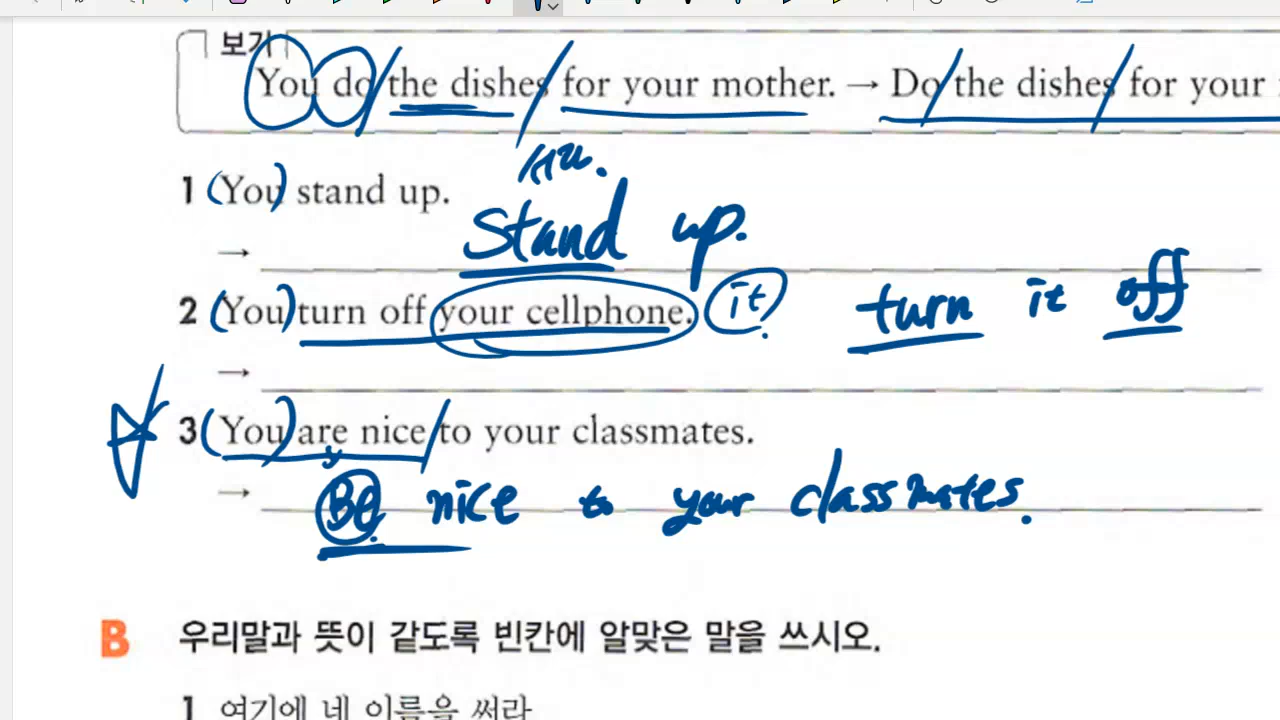 보기
You do the dishes for your mother. → Do the dishes for your
1 (You) stand up.
→ Stand up.
2 (You) turn off your cellphone. it. turn it off
→
3 (You) are nice to your classmates.
→ Be nice to your classmates.
B 우리말과 뜻이 같도록 빈칸에 알맞은 말을 쓰시오.
1 여기에 네 이름을 써라